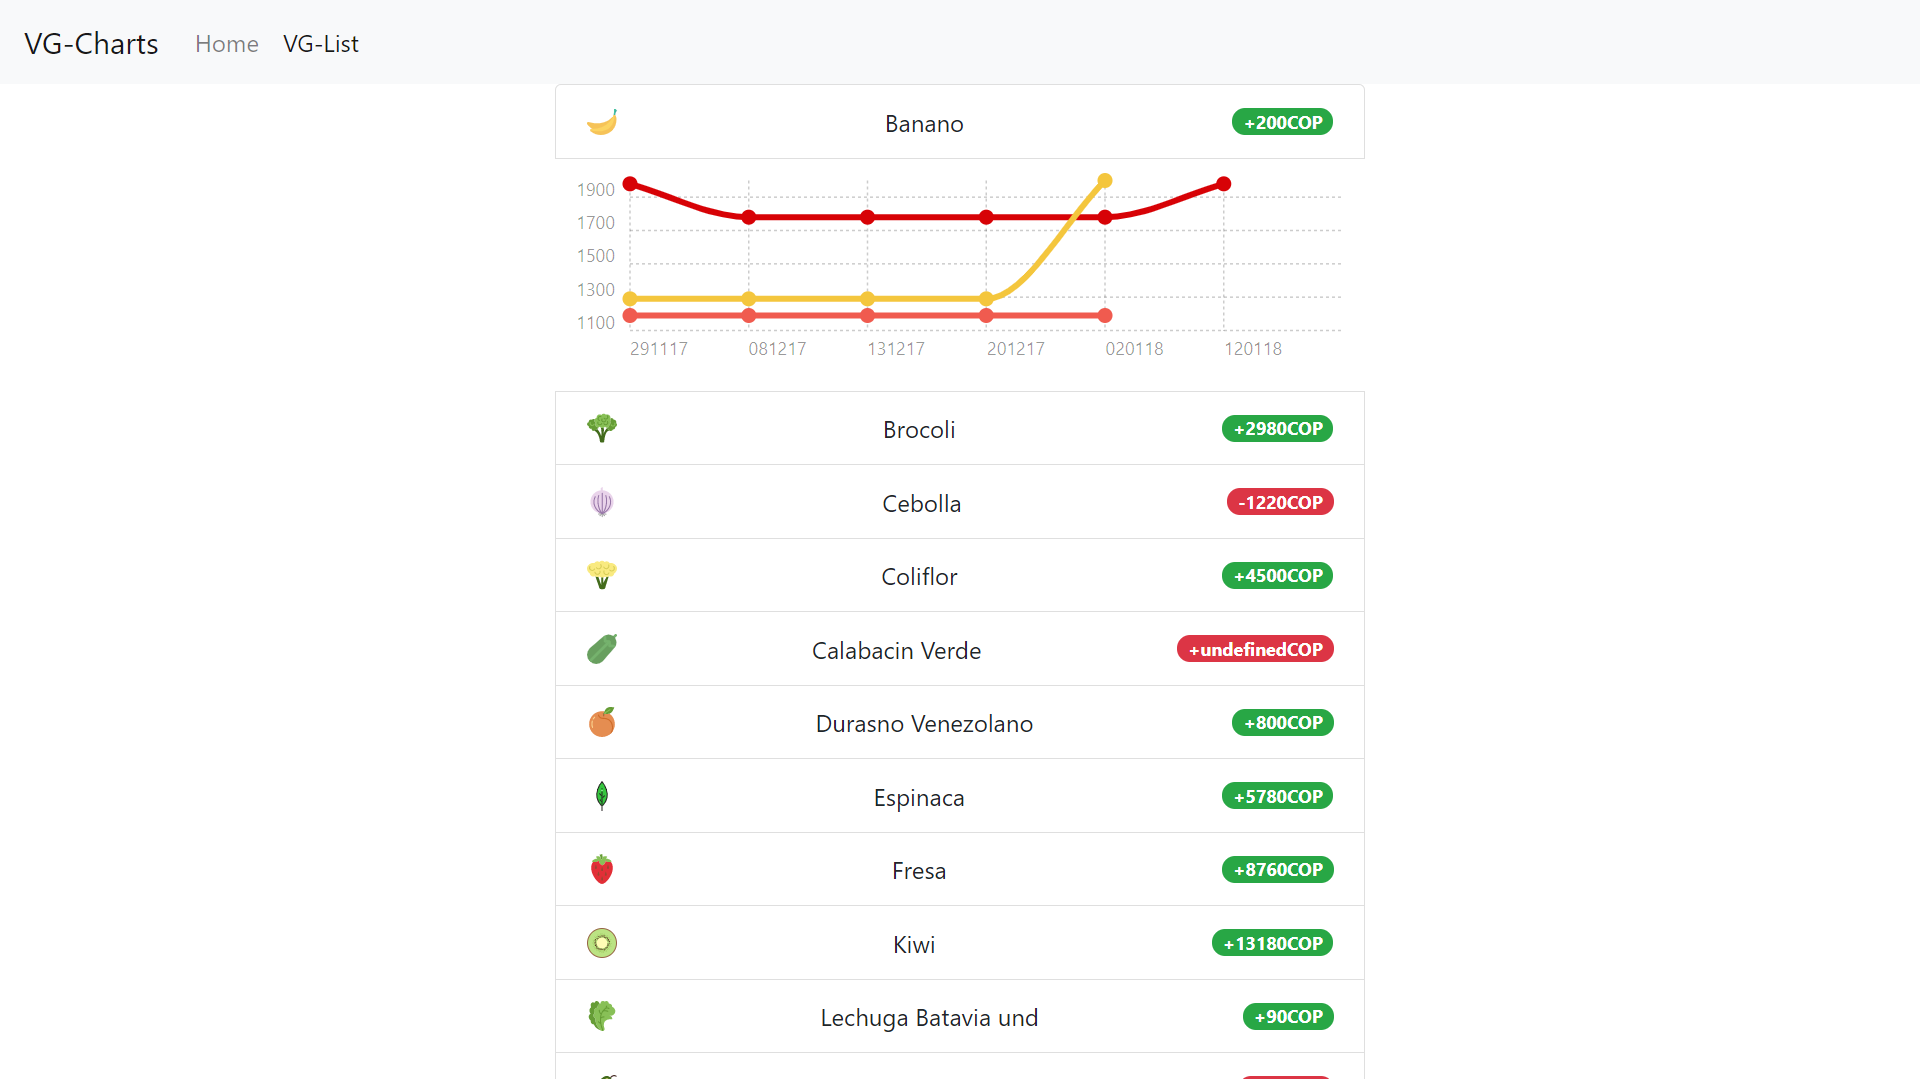 VG-Charts Home VG-List
Banano +200COP
1900
1700
1500
1300
1100
291117 081217 131217 201217 020118 120118
Brocoli +2980COP
Cebolla -1220COP
Coliflor +4500COP
Calabacin Verde +undefinedCOP
Durasno Venezolano +800COP
Espinaca +5780COP
Fresa +8760COP
Kiwi +13180COP
Lechuga Batavia und +90COP